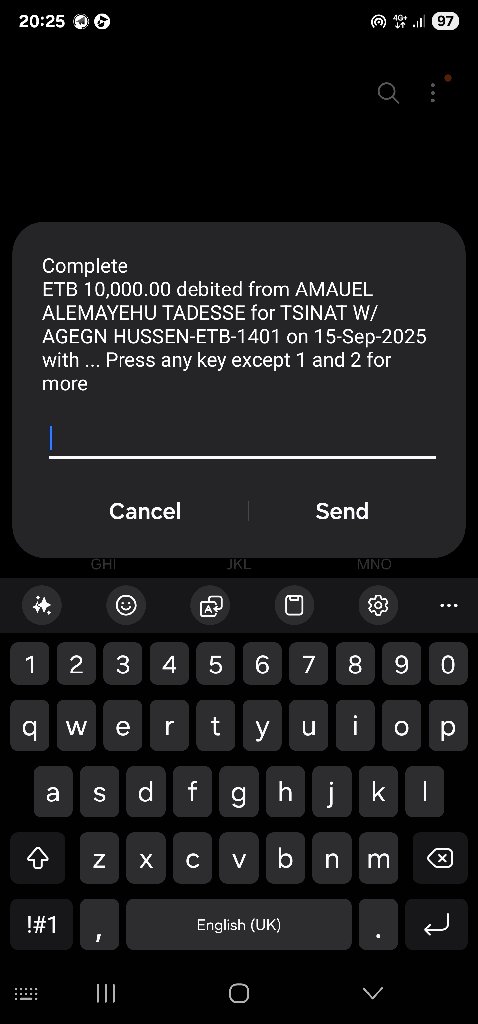 20:25
4G+
97
Complete
ETB 10,000.00 debited from AMAUEL
ALEMAYEHU TADESSE for TSINAT W/
AGEGN HUSSEN-ETB-1401 on 15-Sep-2025
with ... Press any key except 1 and 2 for
more
Cancel
Send
GHI JKL MNO
1 2 3 4 5 6 7 8 9 0
q w e r t y u i o p
a s d f g h j k l
z x c v b n m
!#1 , English (UK) .